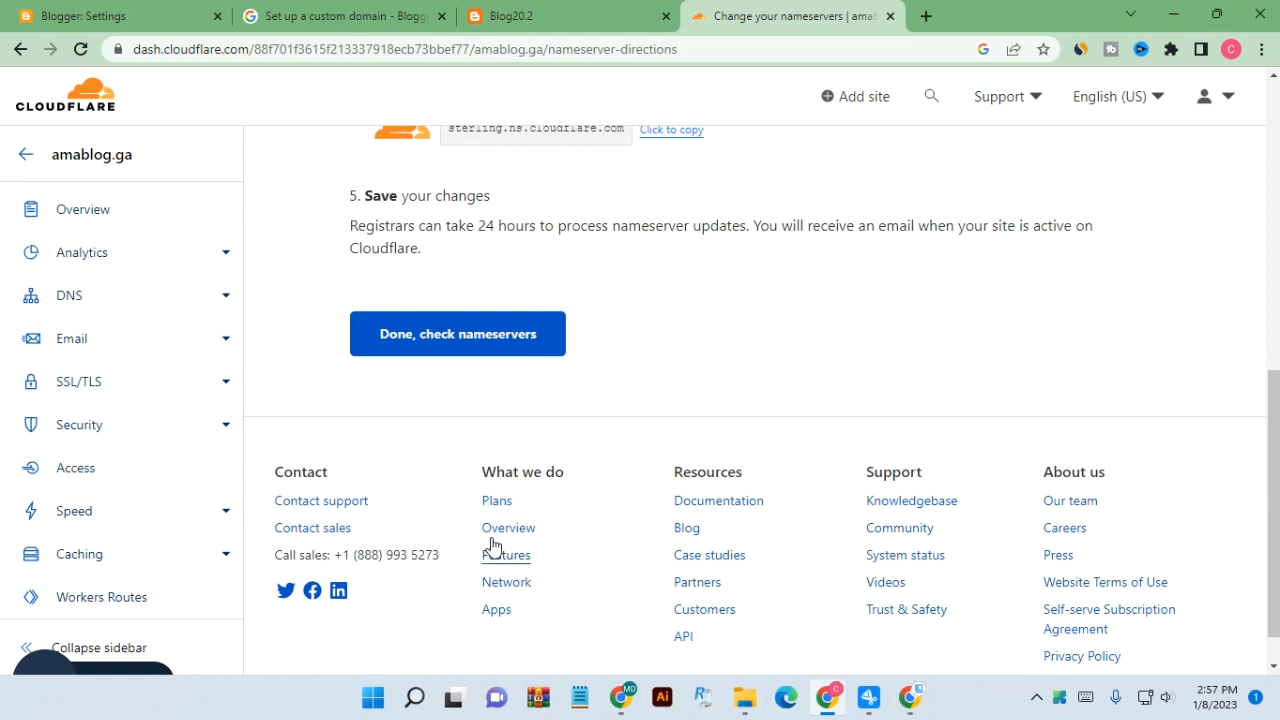 Blogger: Settings
Set up a custom domain - Blogge
Blog20.2
Change your nameservers | amab
dash.cloudflare.com/88f701f3615f213337918ecb73bbef77/amablog.ga/nameserver-directions
C
CLOUDFLARE
Add site
Support
English (US)
amablog.ga
Overview
Analytics
DNS
Email
SSL/TLS
Security
Access
Speed
Caching
Workers Routes
Collapse sidebar
sterling.ns.cloudflare.com
Click to copy
5. Save your changes
Registrars can take 24 hours to process nameserver updates. You will receive an email when your site is active on
Cloudflare.
Done, check nameservers
Contact
Contact support
Contact sales
Call sales: +1 (888) 993 5273
What we do
Plans
Overview
Features
Network
Apps
Resources
Documentation
Blog
Case studies
Partners
Customers
API
Support
Knowledgebase
Community
System status
Videos
Trust & Safety
About us
Our team
Careers
Press
Website Terms of Use
Self-serve Subscription
Agreement
Privacy Policy
MD
Ai
C
2:57 PM
1/8/2023
1